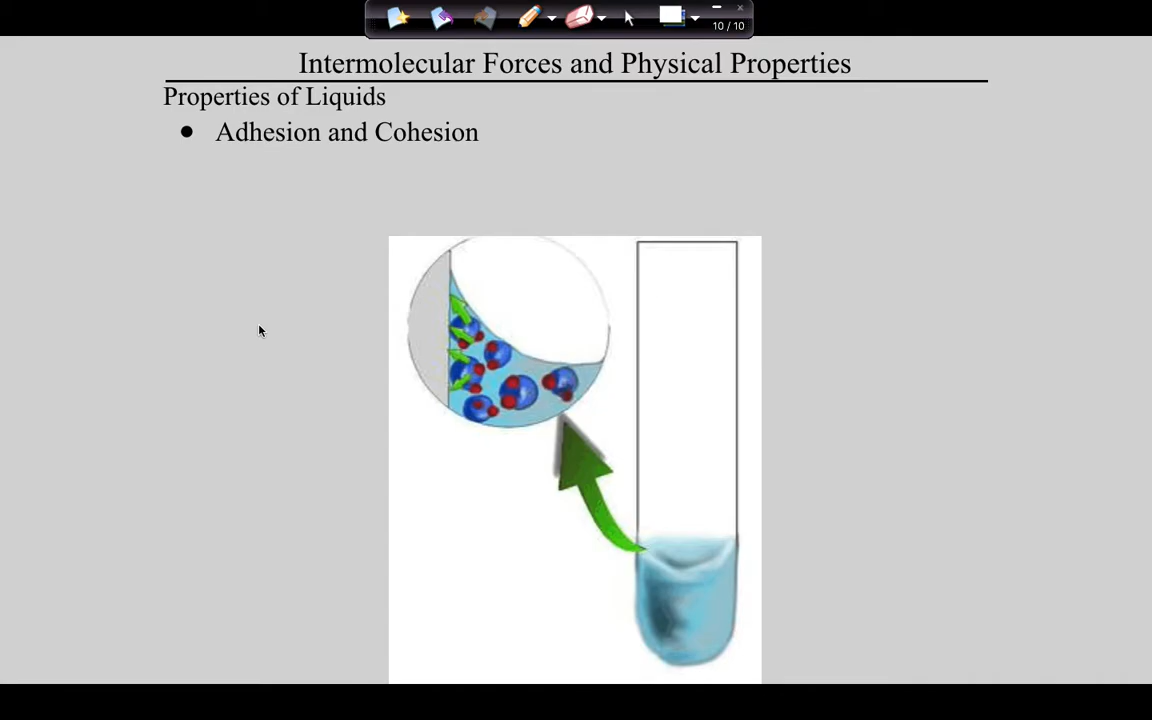 10 / 10
Intermolecular Forces and Physical Properties
Properties of Liquids
● Adhesion and Cohesion